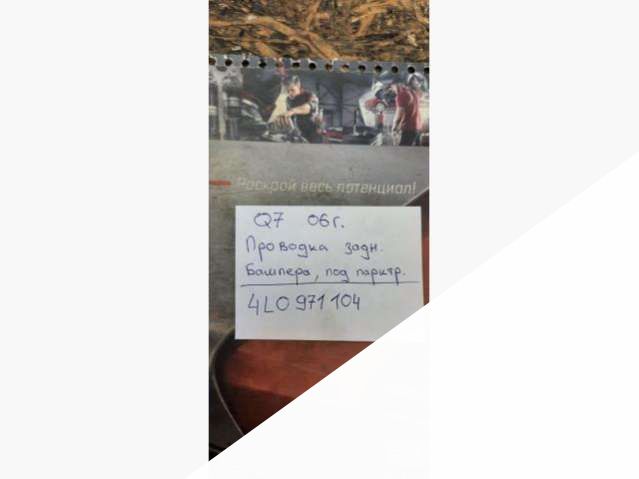 Раскрой весь потенциал!
Q7 06г.
Проводка задн.
Бампера, под парктр.
4L0 971 104